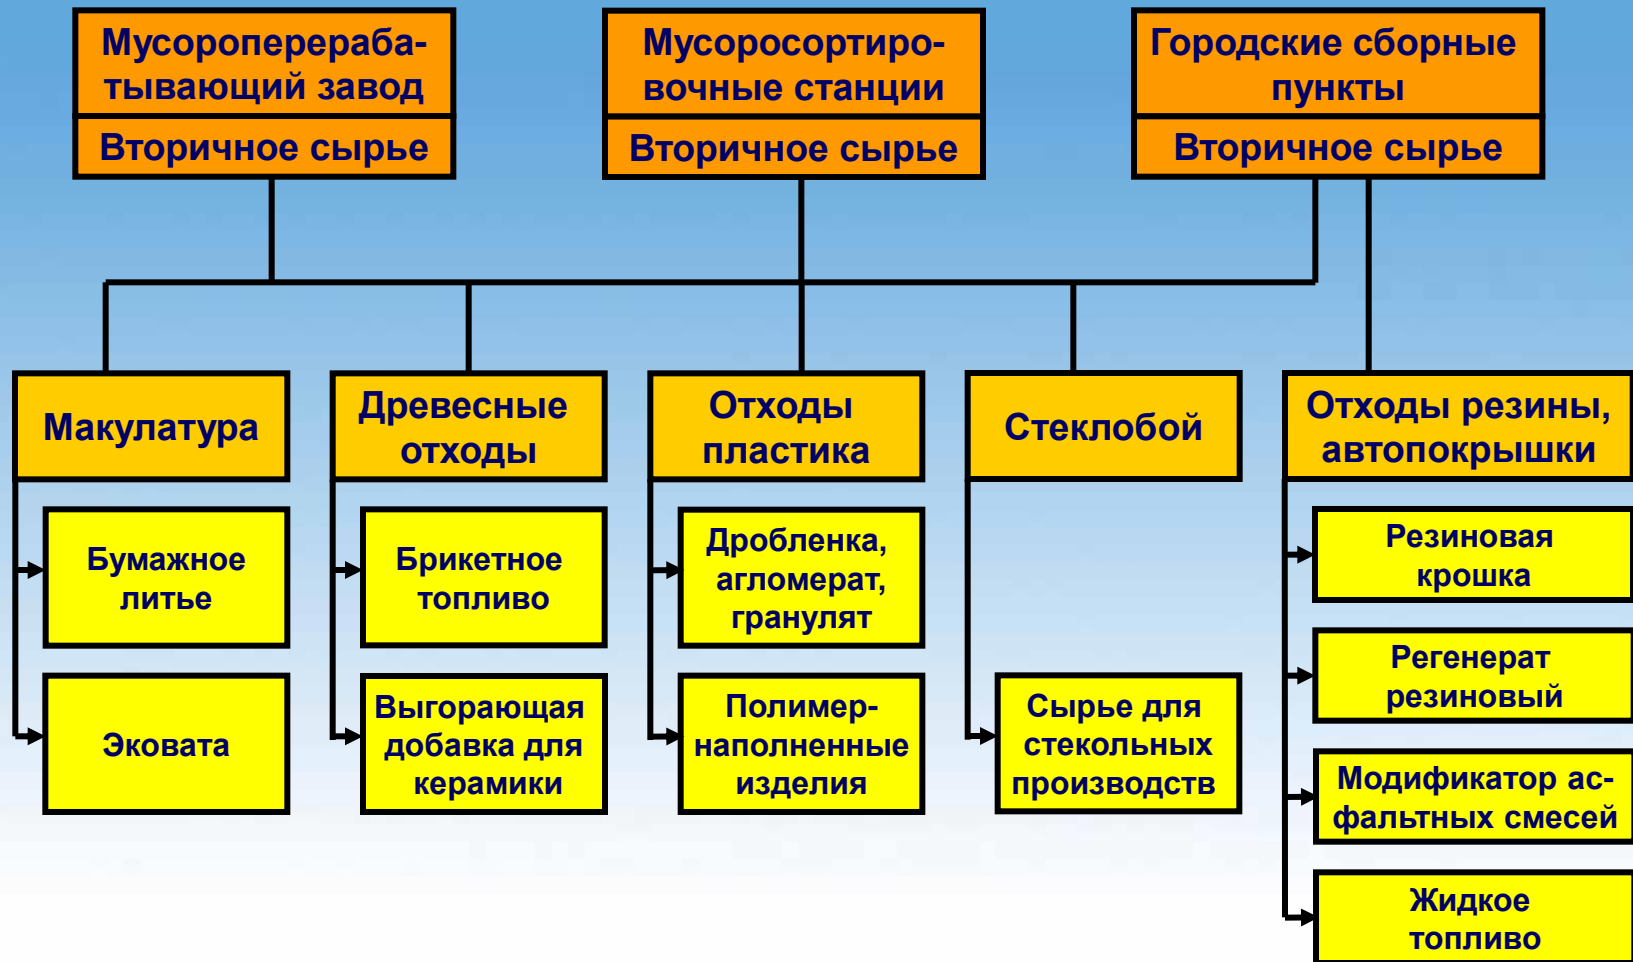 Мусороперераба-
тывающий завод
Вторичное сырье
Мусоросортиро-
вочные станции
Вторичное сырье
Городские сборные
пункты
Вторичное сырье
Макулатура
Древесные
отходы
Отходы
пластика
Стеклобой
Отходы резины,
автопокрышки
Бумажное
литье
Эковата
Брикетное
топливо
Выгорающая
добавка для
керамики
Дробленка,
агломерат,
гранулят
Полимер-
наполненные
изделия
Сырье для
стекольных
производств
Резиновая
крошка
Регенерат
резиновый
Модификатор ас-
фальтных смесей
Жидкое
топливо